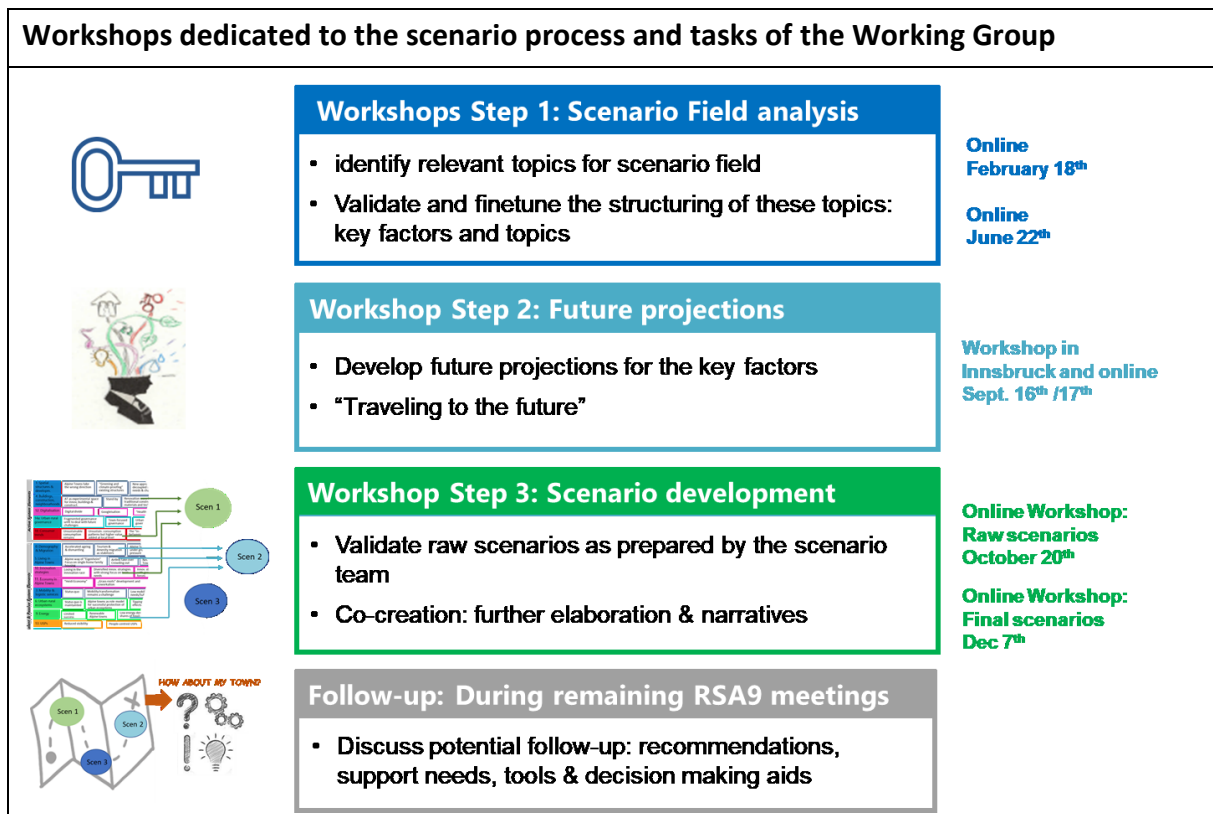 Workshops dedicated to the scenario process and tasks of the Working Group
Workshops Step 1: Scenario Field analysis
• identify relevant topics for scenario field
• Validate and finetune the structuring of these topics:
key factors and topics
Online
February 18th
Online
June 22th
Workshop Step 2: Future projections
• Develop future projections for the key factors
• “Traveling to the future”
Workshop in
Innsbruck and online
Sept. 16th /17th
Scen 1
Scen 2
Scen 3
Workshop Step 3: Scenario development
• Validate raw scenarios as prepared by the scenario
team
• Co-creation: further elaboration & narratives
Online Workshop:
Raw scenarios
October 20th
Online Workshop:
Final scenarios
Dec 7th
HOW ABOUT MY TOWN?
Scen 1
Scen 2
Scen 3
Follow-up: During remaining RSA9 meetings
• Discuss potential follow-up: recommendations,
support needs, tools & decision making aids